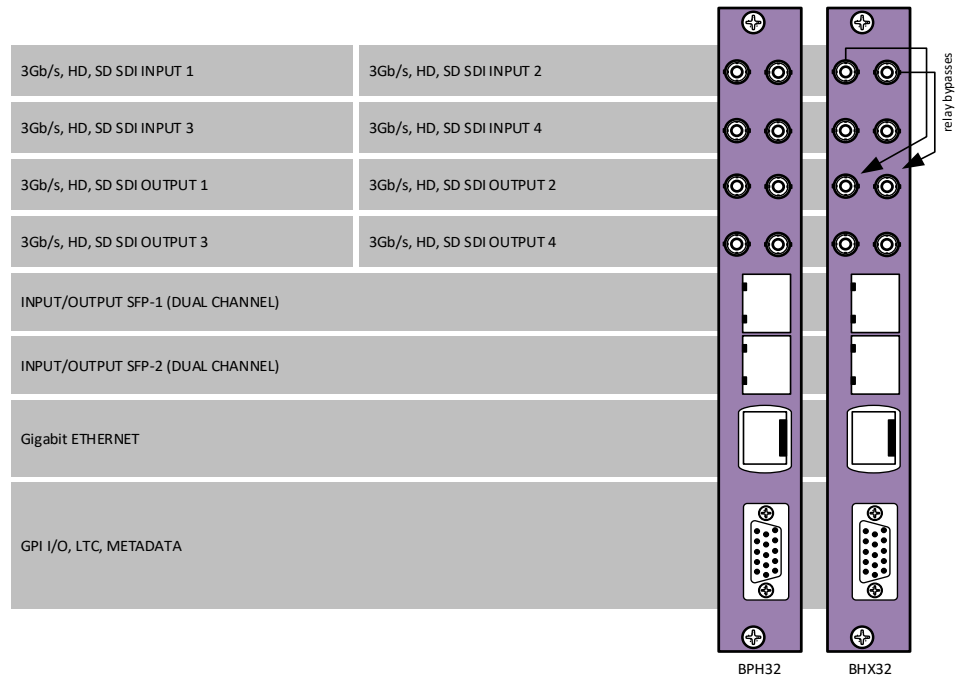 3Gb/s, HD, SD SDI INPUT 1
3Gb/s, HD, SD SDI INPUT 2
3Gb/s, HD, SD SDI INPUT 3
3Gb/s, HD, SD SDI INPUT 4
3Gb/s, HD, SD SDI OUTPUT 1
3Gb/s, HD, SD SDI OUTPUT 2
3Gb/s, HD, SD SDI OUTPUT 3
3Gb/s, HD, SD SDI OUTPUT 4
INPUT/OUTPUT SFP-1 (DUAL CHANNEL)
INPUT/OUTPUT SFP-2 (DUAL CHANNEL)
Gigabit ETHERNET
GPI I/O, LTC, METADATA
relay bypasses
BPH32
BHX32